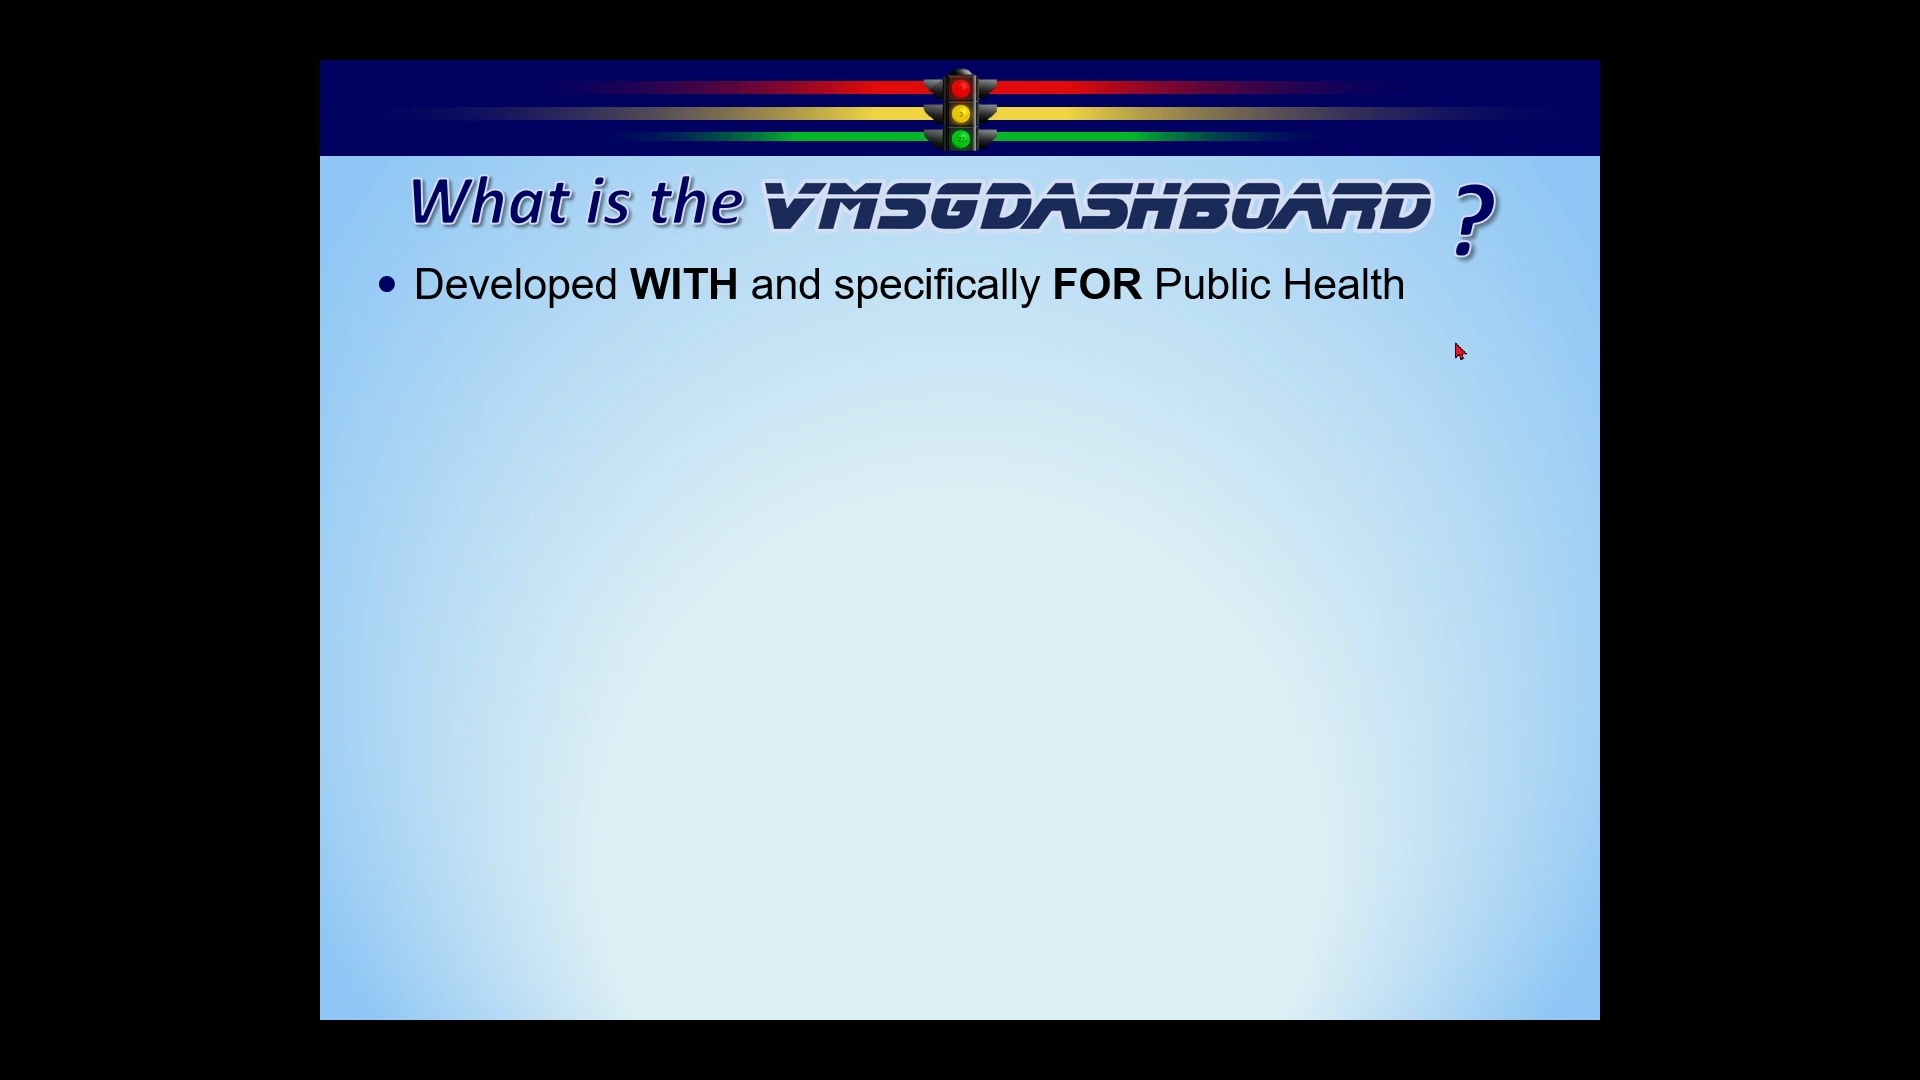 What is the VMSGDASHBOARD ?
• Developed WITH and specifically FOR Public Health